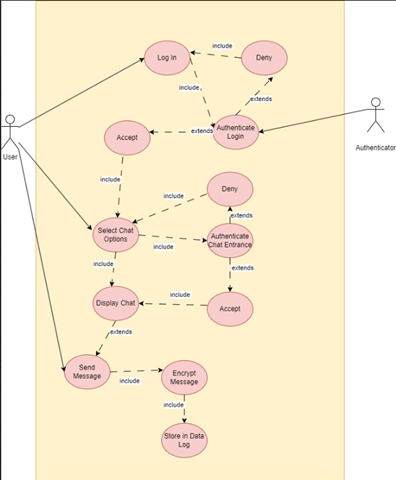 include
Log In
Deny
include
extends
Accept
extends
Authenticate
Login
User
Authenticator
include
Deny
include
extends
Select Chat
Options
include
Authenticate
Chat Entrance
include
extends
include
Display Chat
Accept
extends
Send
Message
include
Encrypt
Message
include
Store in Data
Log